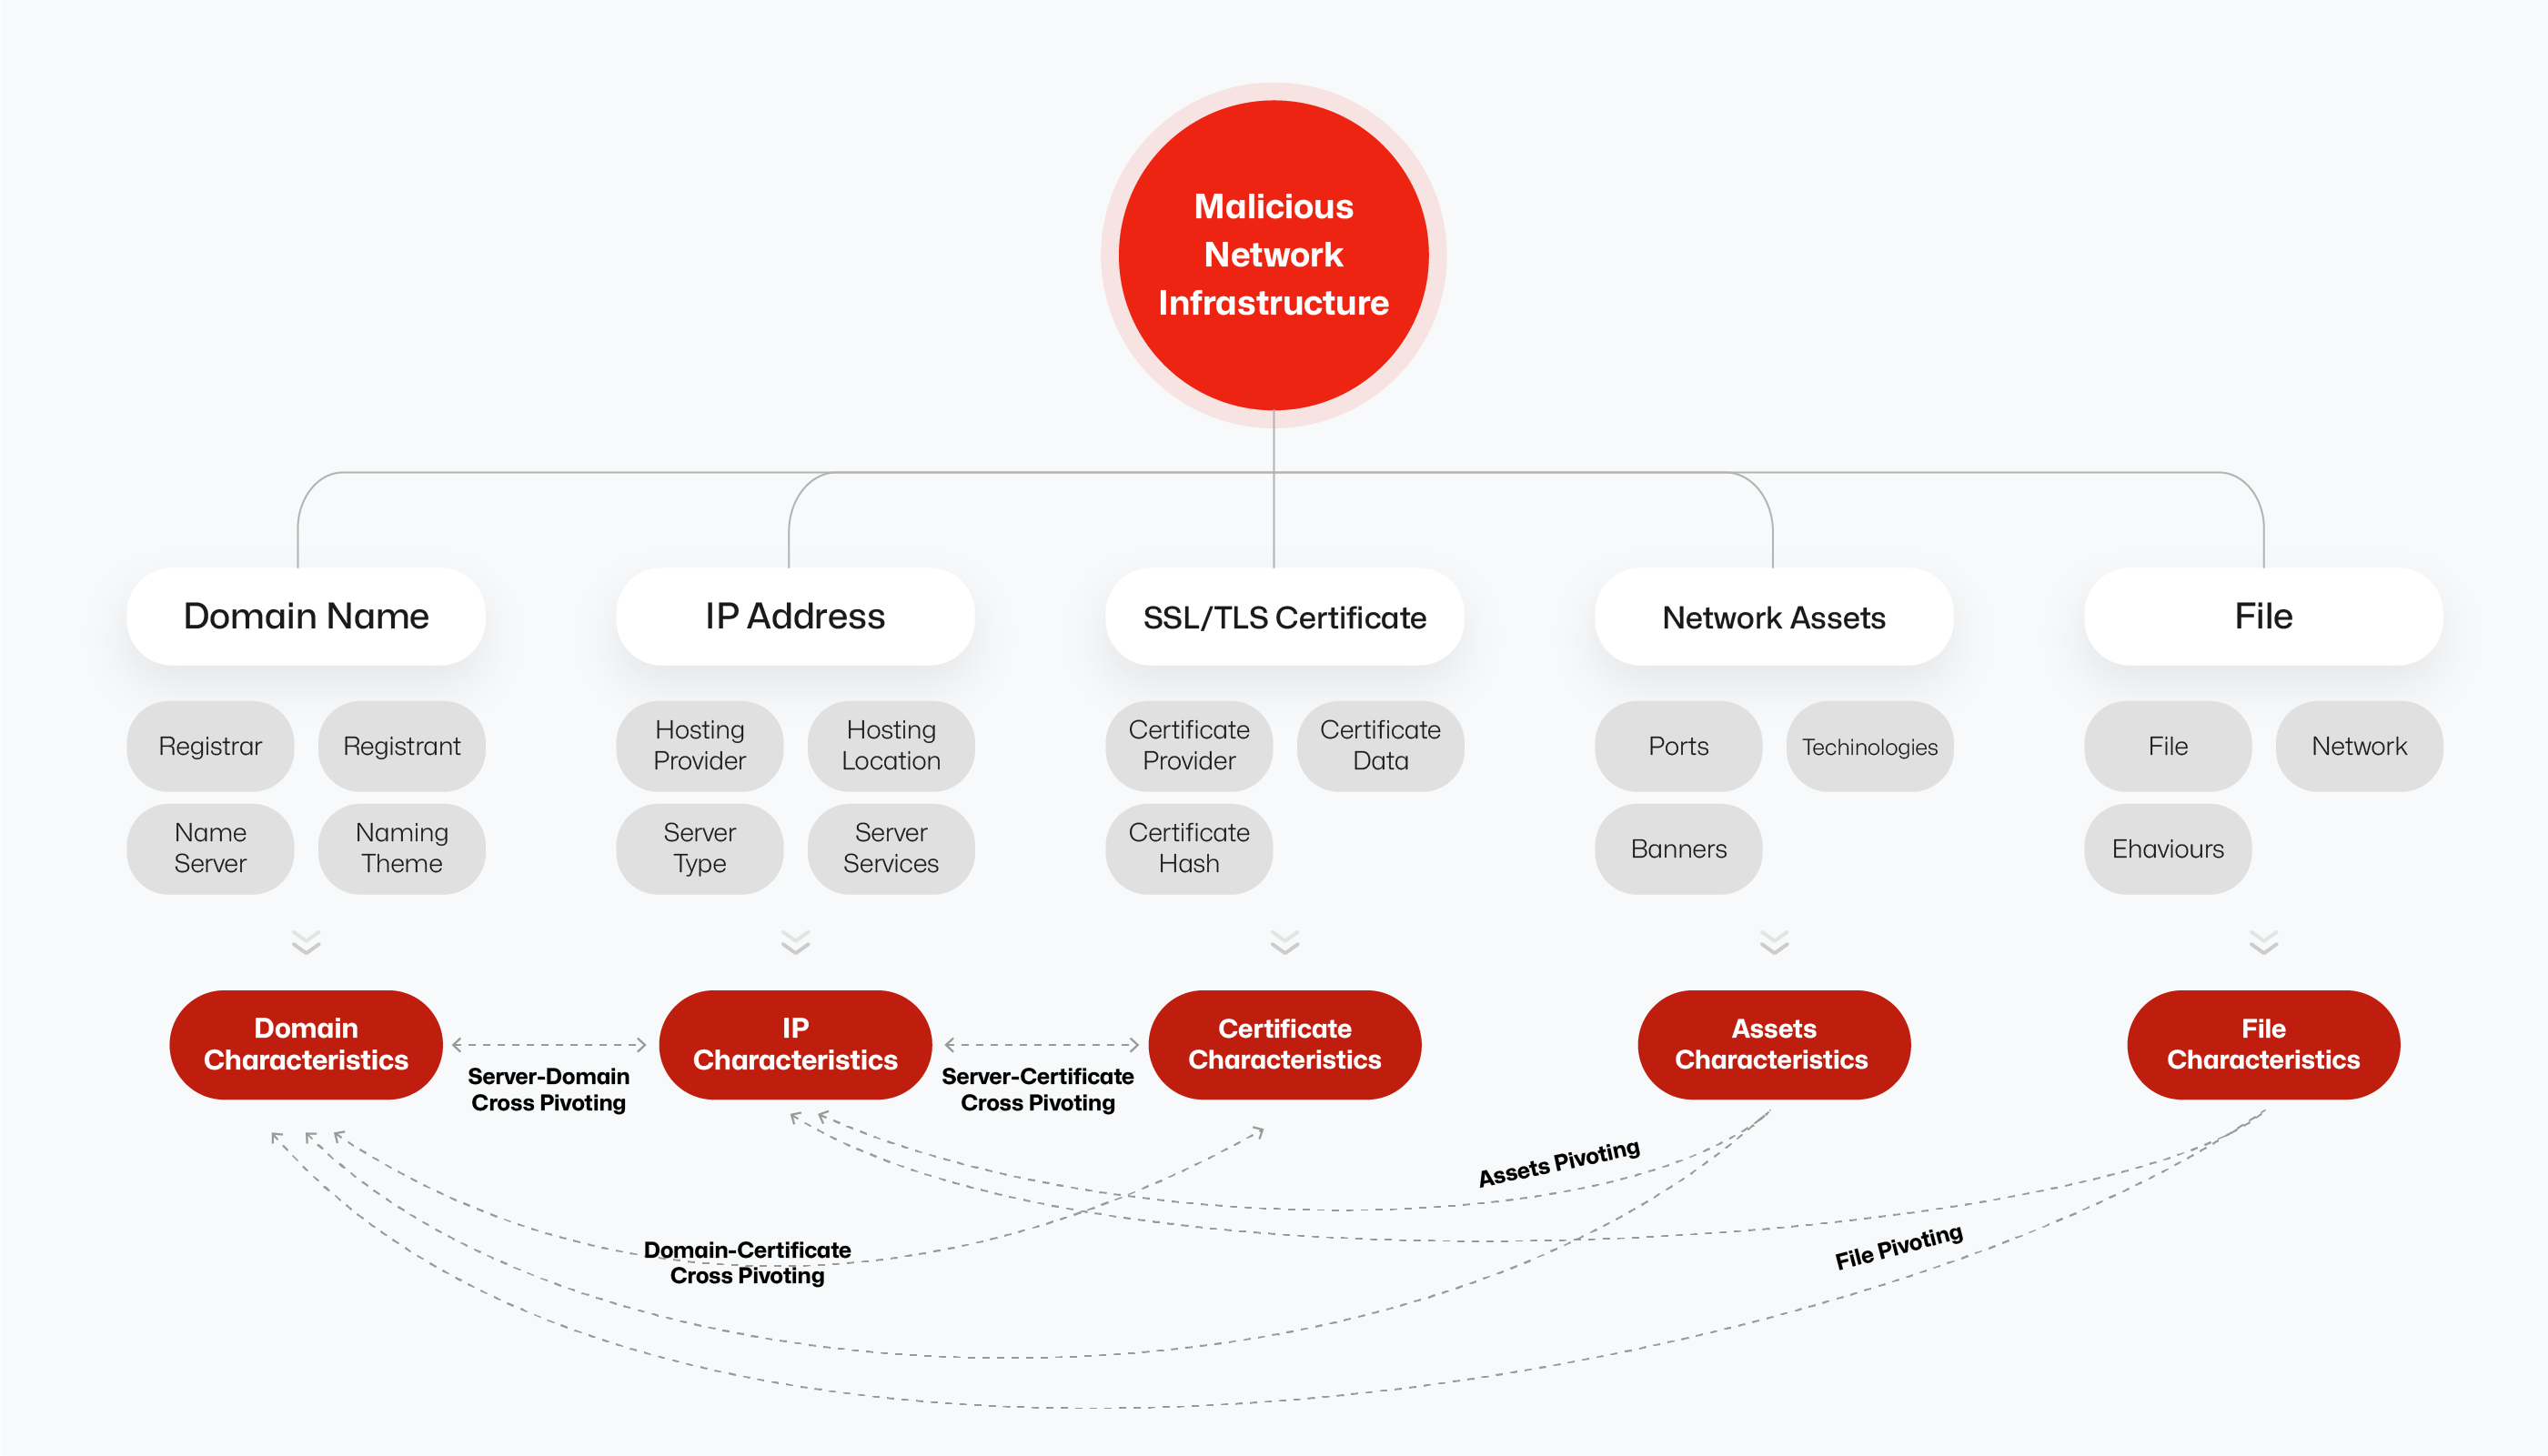 Malicious
Network
Infrastructure
Domain Name
IP Address
SSL/TLS Certificate
Network Assets
File
Registrar
Registrant
Name
Server
Naming
Theme
Hosting
Provider
Hosting
Location
Server
Type
Server
Services
Certificate
Provider
Certificate
Data
Certificate
Hash
Ports
Techinologies
Banners
File
Network
Ehaviours
Domain
Characteristics
IP
Characteristics
Certificate
Characteristics
Assets
Characteristics
File
Characteristics
Server-Domain
Cross Pivoting
Server-Certificate
Cross Pivoting
Assets Pivoting
File Pivoting
Domain-Certificate
Cross Pivoting